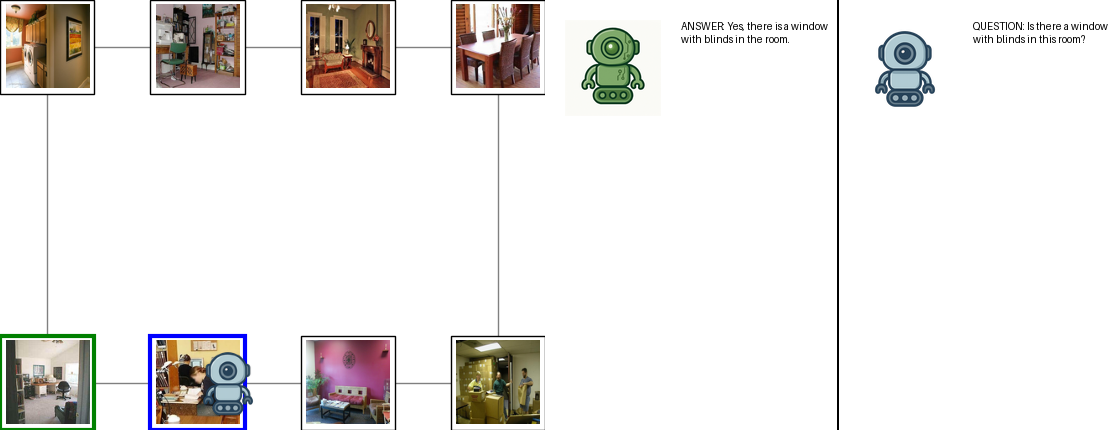 ANSWER: Yes, there is a window
with blinds in the room.
QUESTION: Is there a window
with blinds in this room?